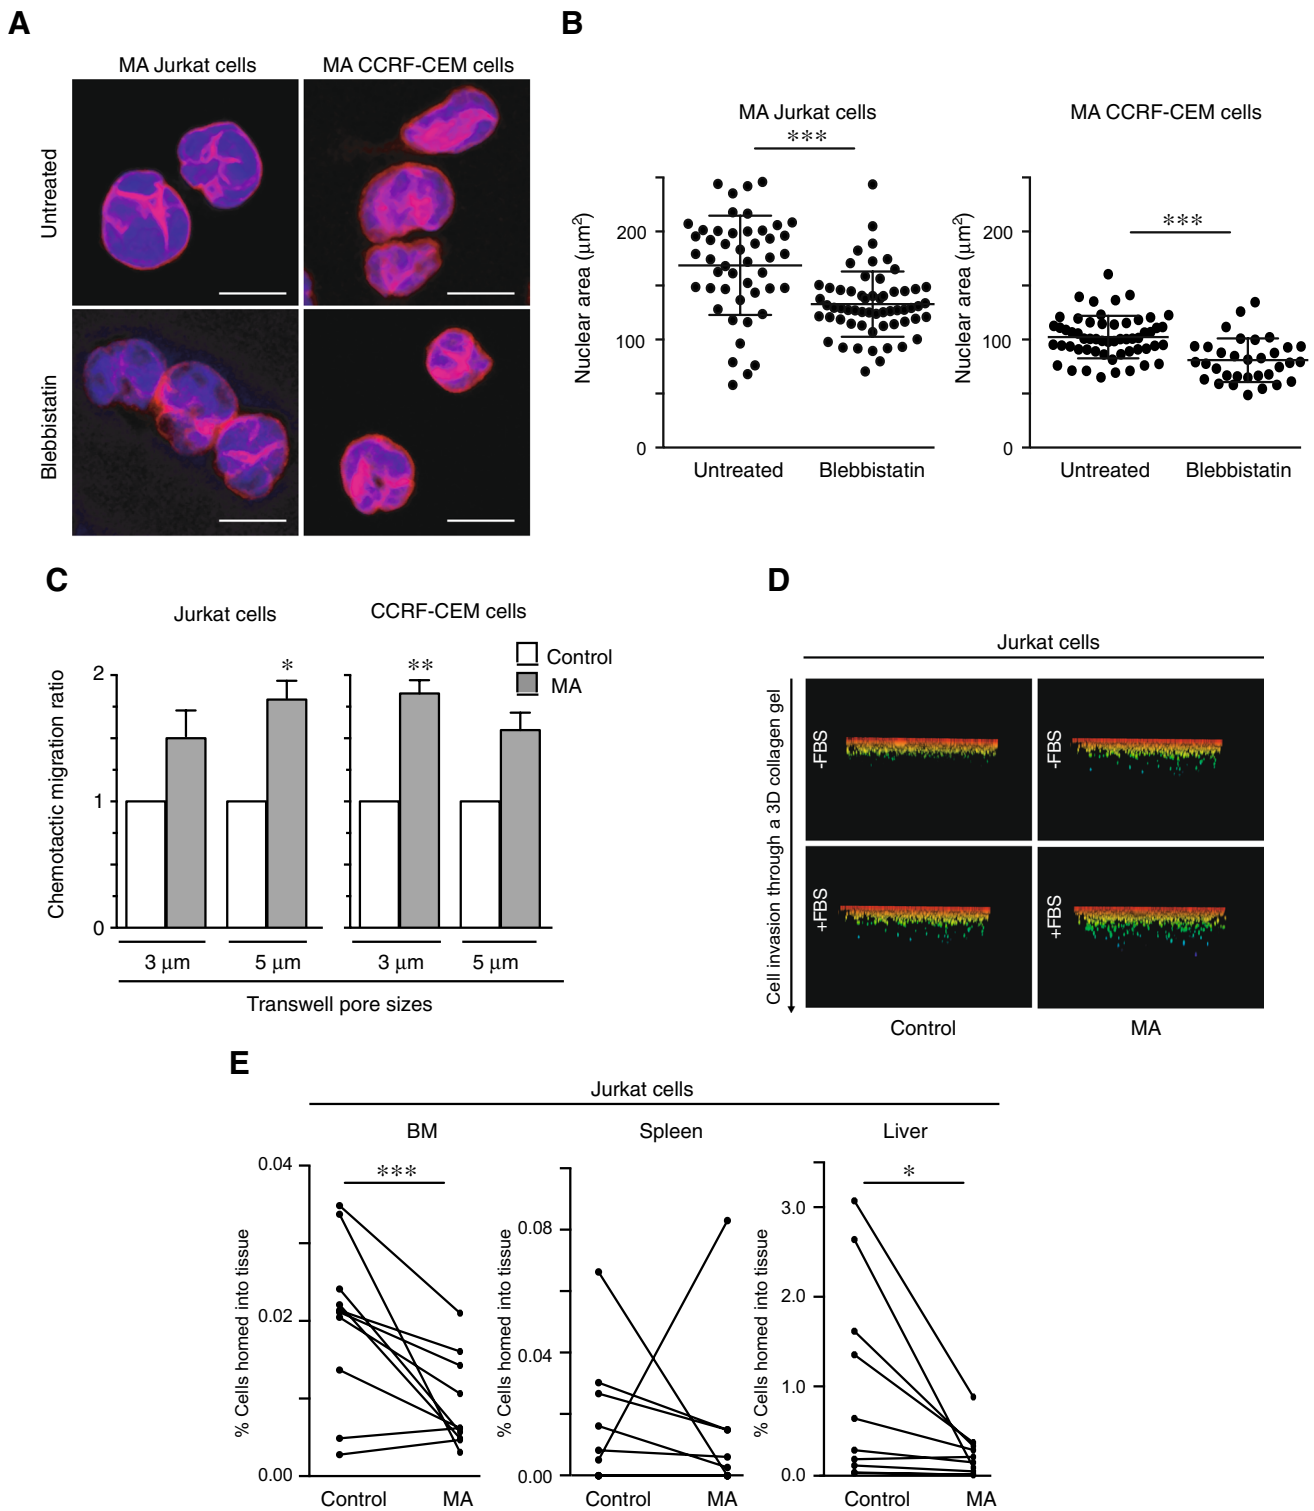 A
MA Jurkat cells
MA CCRF-CEM cells
Untreated
Blebbistatin
B
MA Jurkat cells
***
Nuclear area (μm²)
200
100
0
Untreated
Blebbistatin
MA CCRF-CEM cells
***
Nuclear area (μm²)
200
100
0
Untreated
Blebbistatin
C
Jurkat cells
CCRF-CEM cells
Control
MA
Chemotactic migration ratio
2
1
0
*
**
3 μm
5 μm
3 μm
5 μm
Transwell pore sizes
D
Jurkat cells
Cell invasion through a 3D collagen gel
-FBS
-FBS
+FBS
+FBS
Control
MA
E
Jurkat cells
BM
***
% Cells homed into tissue
0.04
0.02
0.00
Control
MA
Spleen
% Cells homed into tissue
0.08
0.04
0.00
Control
MA
Liver
*
% Cells homed into tissue
3.0
2.0
1.0
0.0
Control
MA